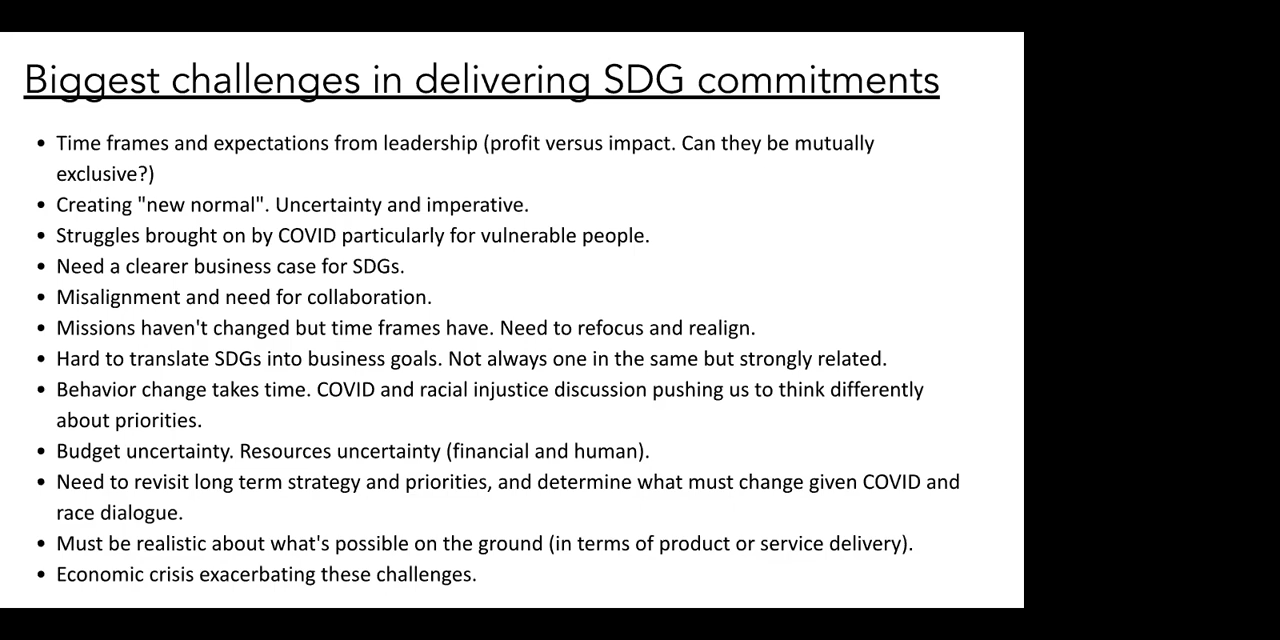 Biggest challenges in delivering SDG commitments
• Time frames and expectations from leadership (profit versus impact. Can they be mutually
exclusive?)
• Creating "new normal". Uncertainty and imperative.
• Struggles brought on by COVID particularly for vulnerable people.
• Need a clearer business case for SDGs.
• Misalignment and need for collaboration.
• Missions haven't changed but time frames have. Need to refocus and realign.
• Hard to translate SDGs into business goals. Not always one in the same but strongly related.
• Behavior change takes time. COVID and racial injustice discussion pushing us to think differently
about priorities.
• Budget uncertainty. Resources uncertainty (financial and human).
• Need to revisit long term strategy and priorities, and determine what must change given COVID and
race dialogue.
• Must be realistic about what's possible on the ground (in terms of product or service delivery).
• Economic crisis exacerbating these challenges.